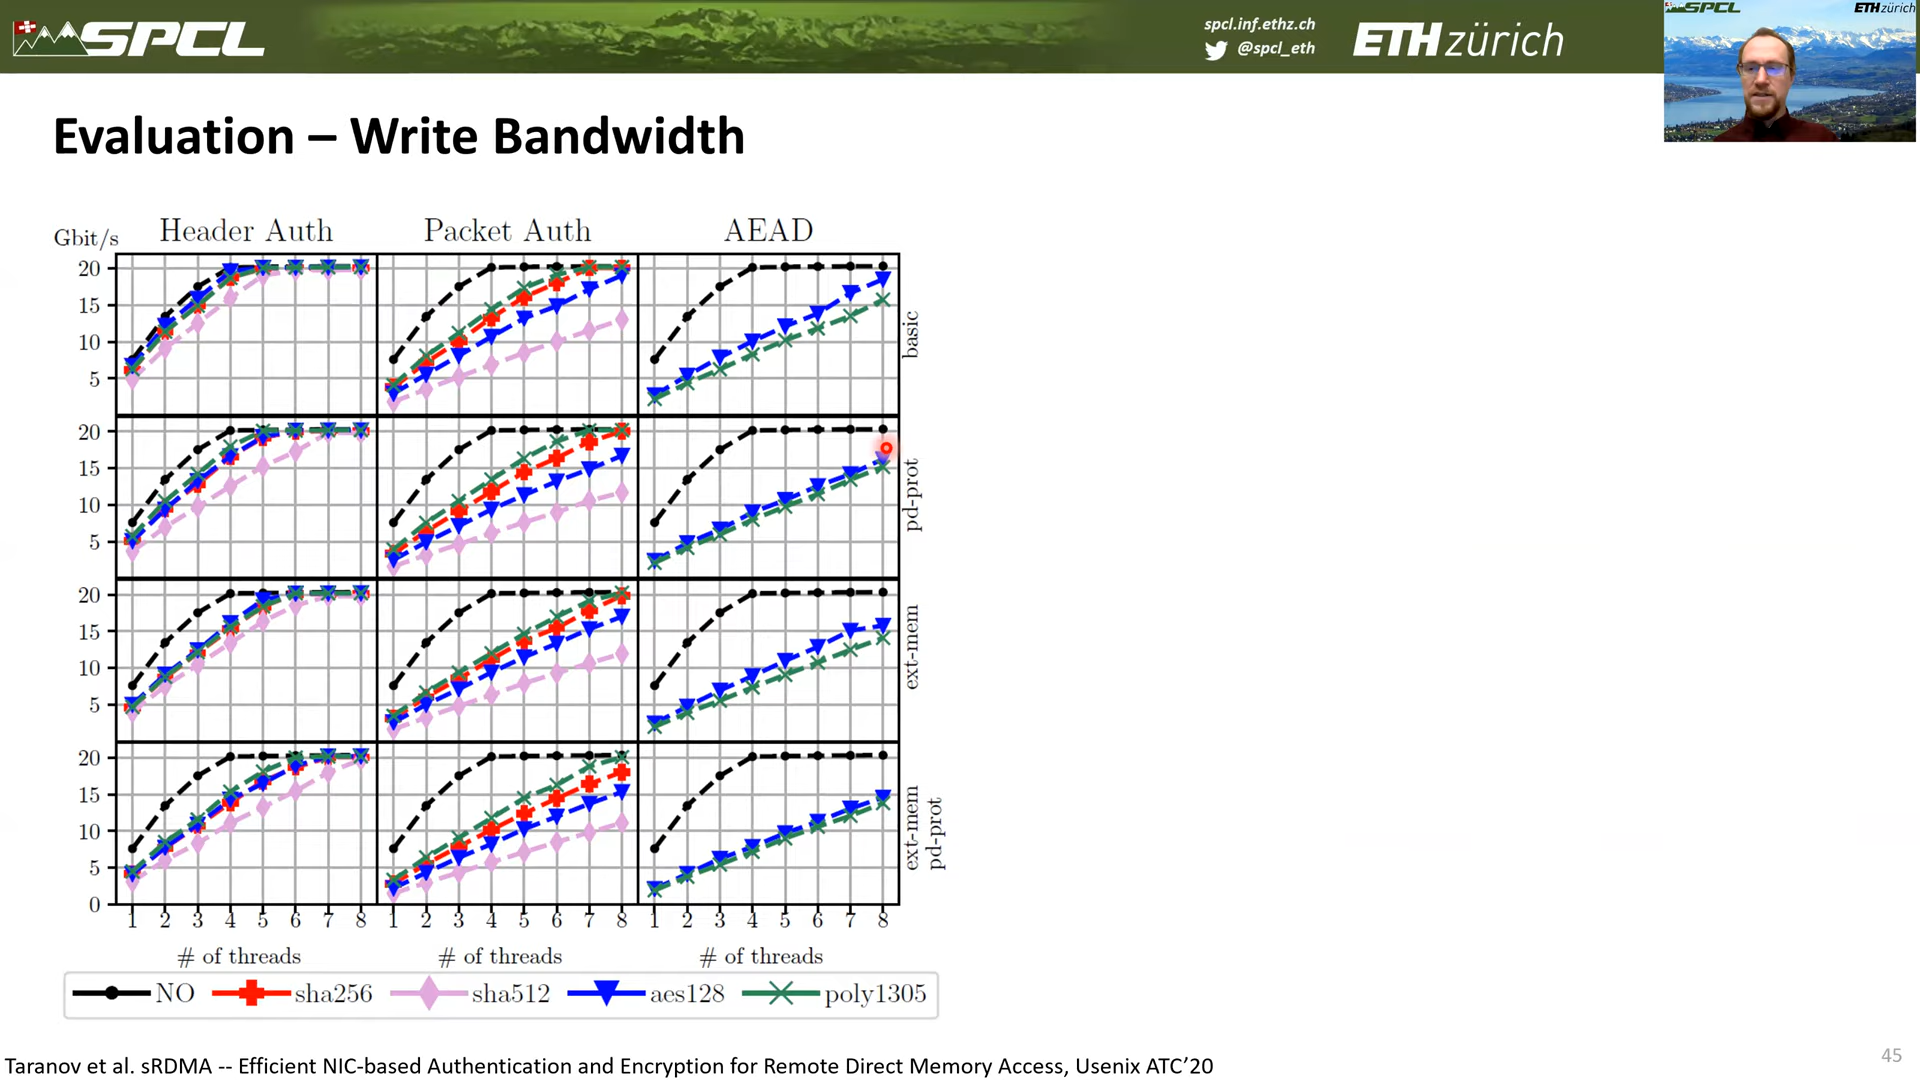 SPCL
spcl.inf.ethz.ch
@spcl_eth
ETH zürich
SPCL
ETH zürich
Evaluation – Write Bandwidth
Gbit/s
Header Auth
Packet Auth
AEAD
20
15
10
5
basic
20
15
10
5
pd-prot
20
15
10
5
ext-mem
20
15
10
5
0
ext-mem
pd-prot
1 2 3 4 5 6 7 8
1 2 3 4 5 6 7 8
1 2 3 4 5 6 7 8
# of threads
# of threads
# of threads
NO sha256 sha512 aes128 poly1305
Taranov et al. sRDMA -- Efficient NIC-based Authentication and Encryption for Remote Direct Memory Access, Usenix ATC’20
45